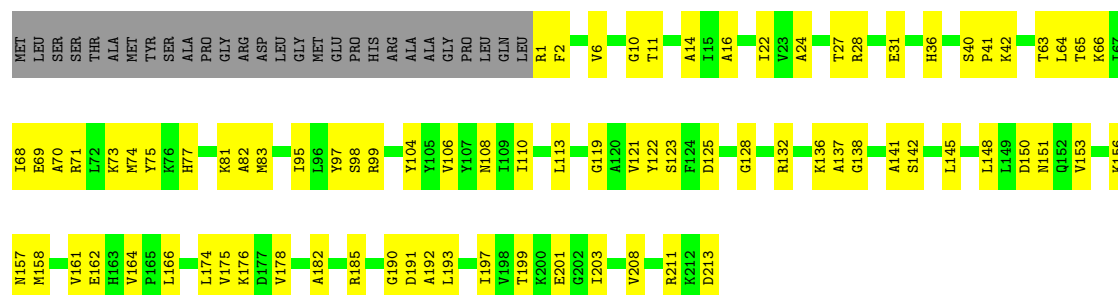 MET LEU SER SER THR ALA MET TYR SER ALA PRO GLY ARG ASP LEU GLY MET GLU PRO HIS ARG ALA ALA GLY PRO LEU GLN LEU R1 F2 V6 G10 T11 A14 I15 A16 I22 V23 A24 T27 R28 E31 H36 S40 P41 K42 T63 L64 T65 K66 I67
I68 E69 A70 R71 L72 K73 M74 Y75 K76 H77 K81 A82 M83 I95 L96 Y97 S98 R99 Y104 Y105 V106 Y107 N108 I109 I110 L113 G119 A120 V121 Y122 S123 F124 D125 G128 R132 K136 A137 G138 A141 S142 L145 L148 L149 D150 N151 Q152 V153 K156
N157 M158 V161 E162 H163 V164 P165 L166 L174 V175 K176 D177 V178 A182 R185 G190 D191 A192 L193 I197 V198 T199 K200 E201 G202 I203 V208 R211 K212 D213